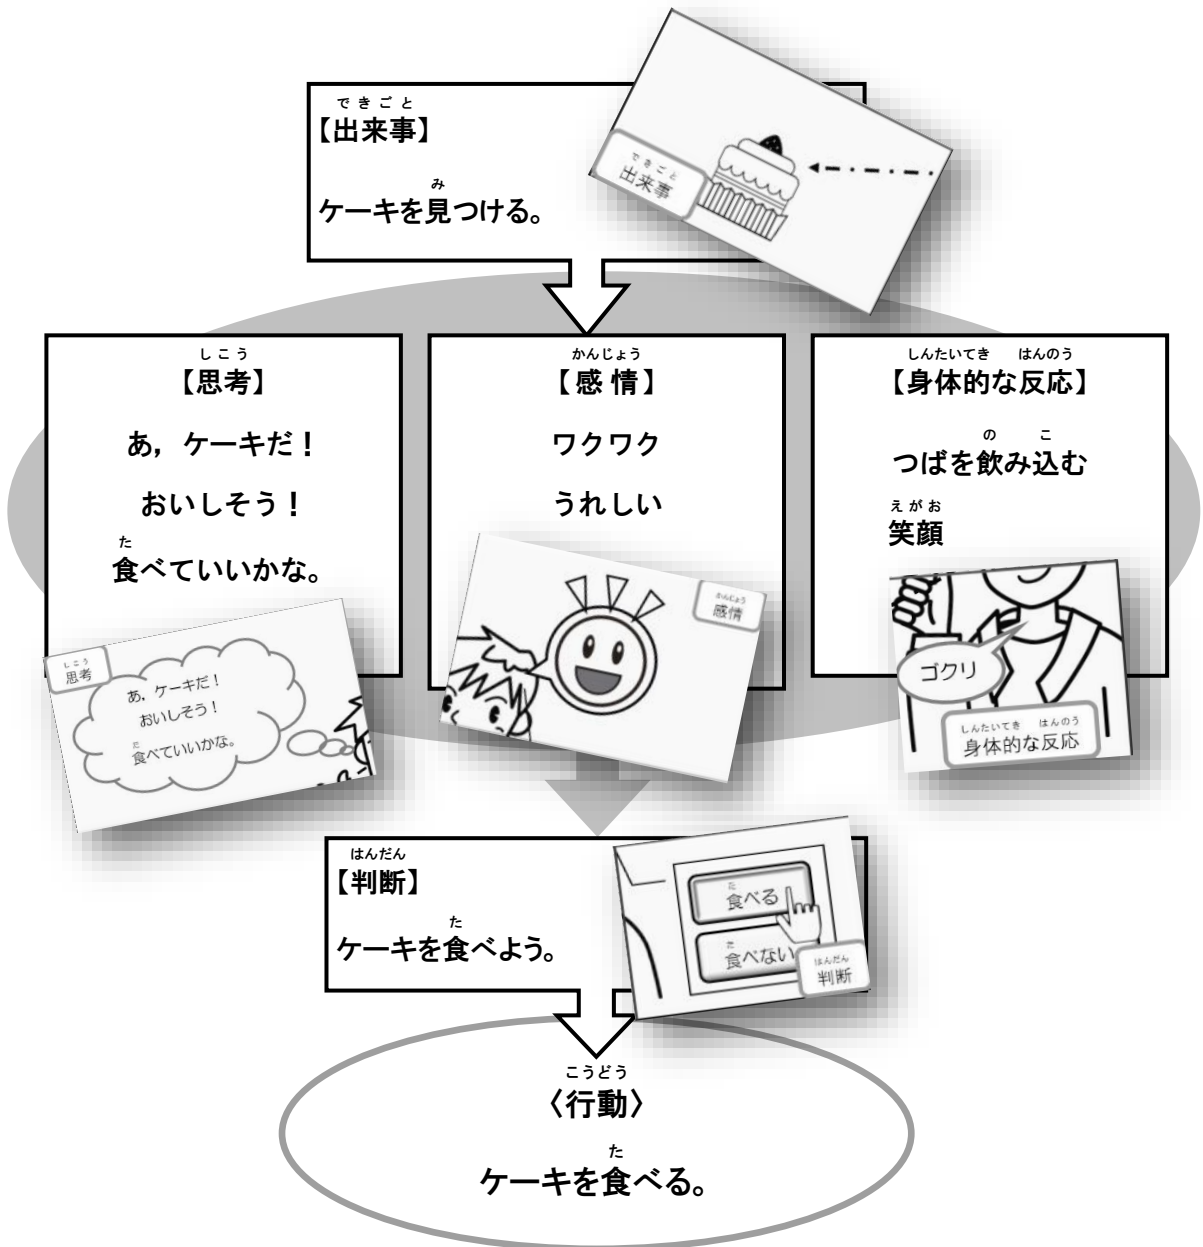 できごと
【出来事】
み
ケーキを見つける。
できごと
出来事
しこう
【思考】
あ，ケーキだ！
おいしそう！
た
食べていいかな。
しこう
思考
あ，ケーキだ！
おいしそう！
た
食べていいかな。
かんじょう
【感情】
ワクワク
うれしい
かんじょう
感情
しんたいてき はんのう
【身体的な反応】
の こ
つばを飲み込む
えがお
笑顔
ゴクリ
しんたいてき はんのう
身体的な反応
はんだん
【判断】
た
ケーキを食べよう。
た
食べる
た
食べない
はんだん
判断
こうどう
〈行動〉
た
ケーキを食べる。